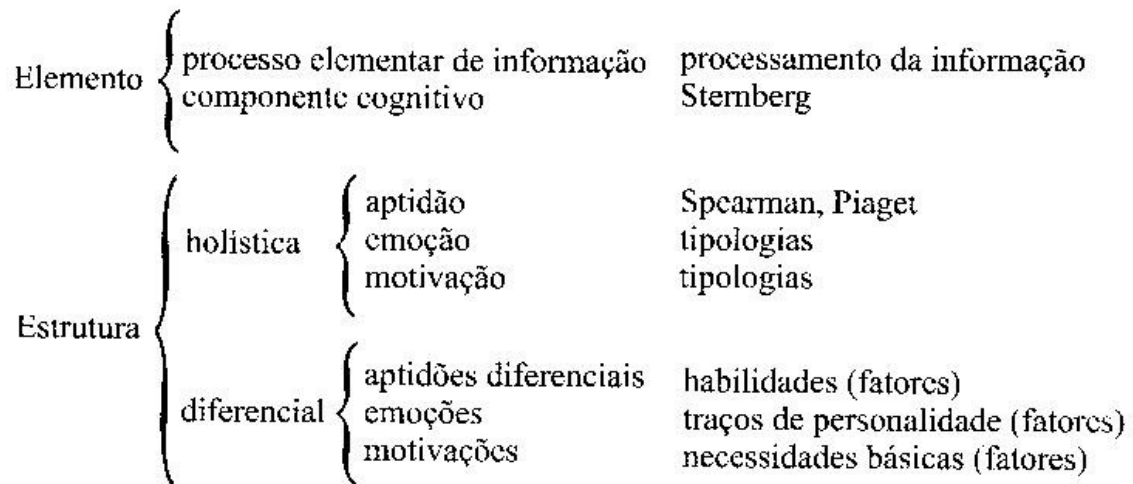 Elemento
processo elementar de informação processamento da informação
componente cognitivo Sternberg
aptidão Spearman, Piaget
holística emoção tipologias
motivação tipologias
Estrutura
aptidões diferenciais habilidades (fatores)
diferencial emoções traços de personalidade (fatores)
motivações necessidades básicas (fatores)